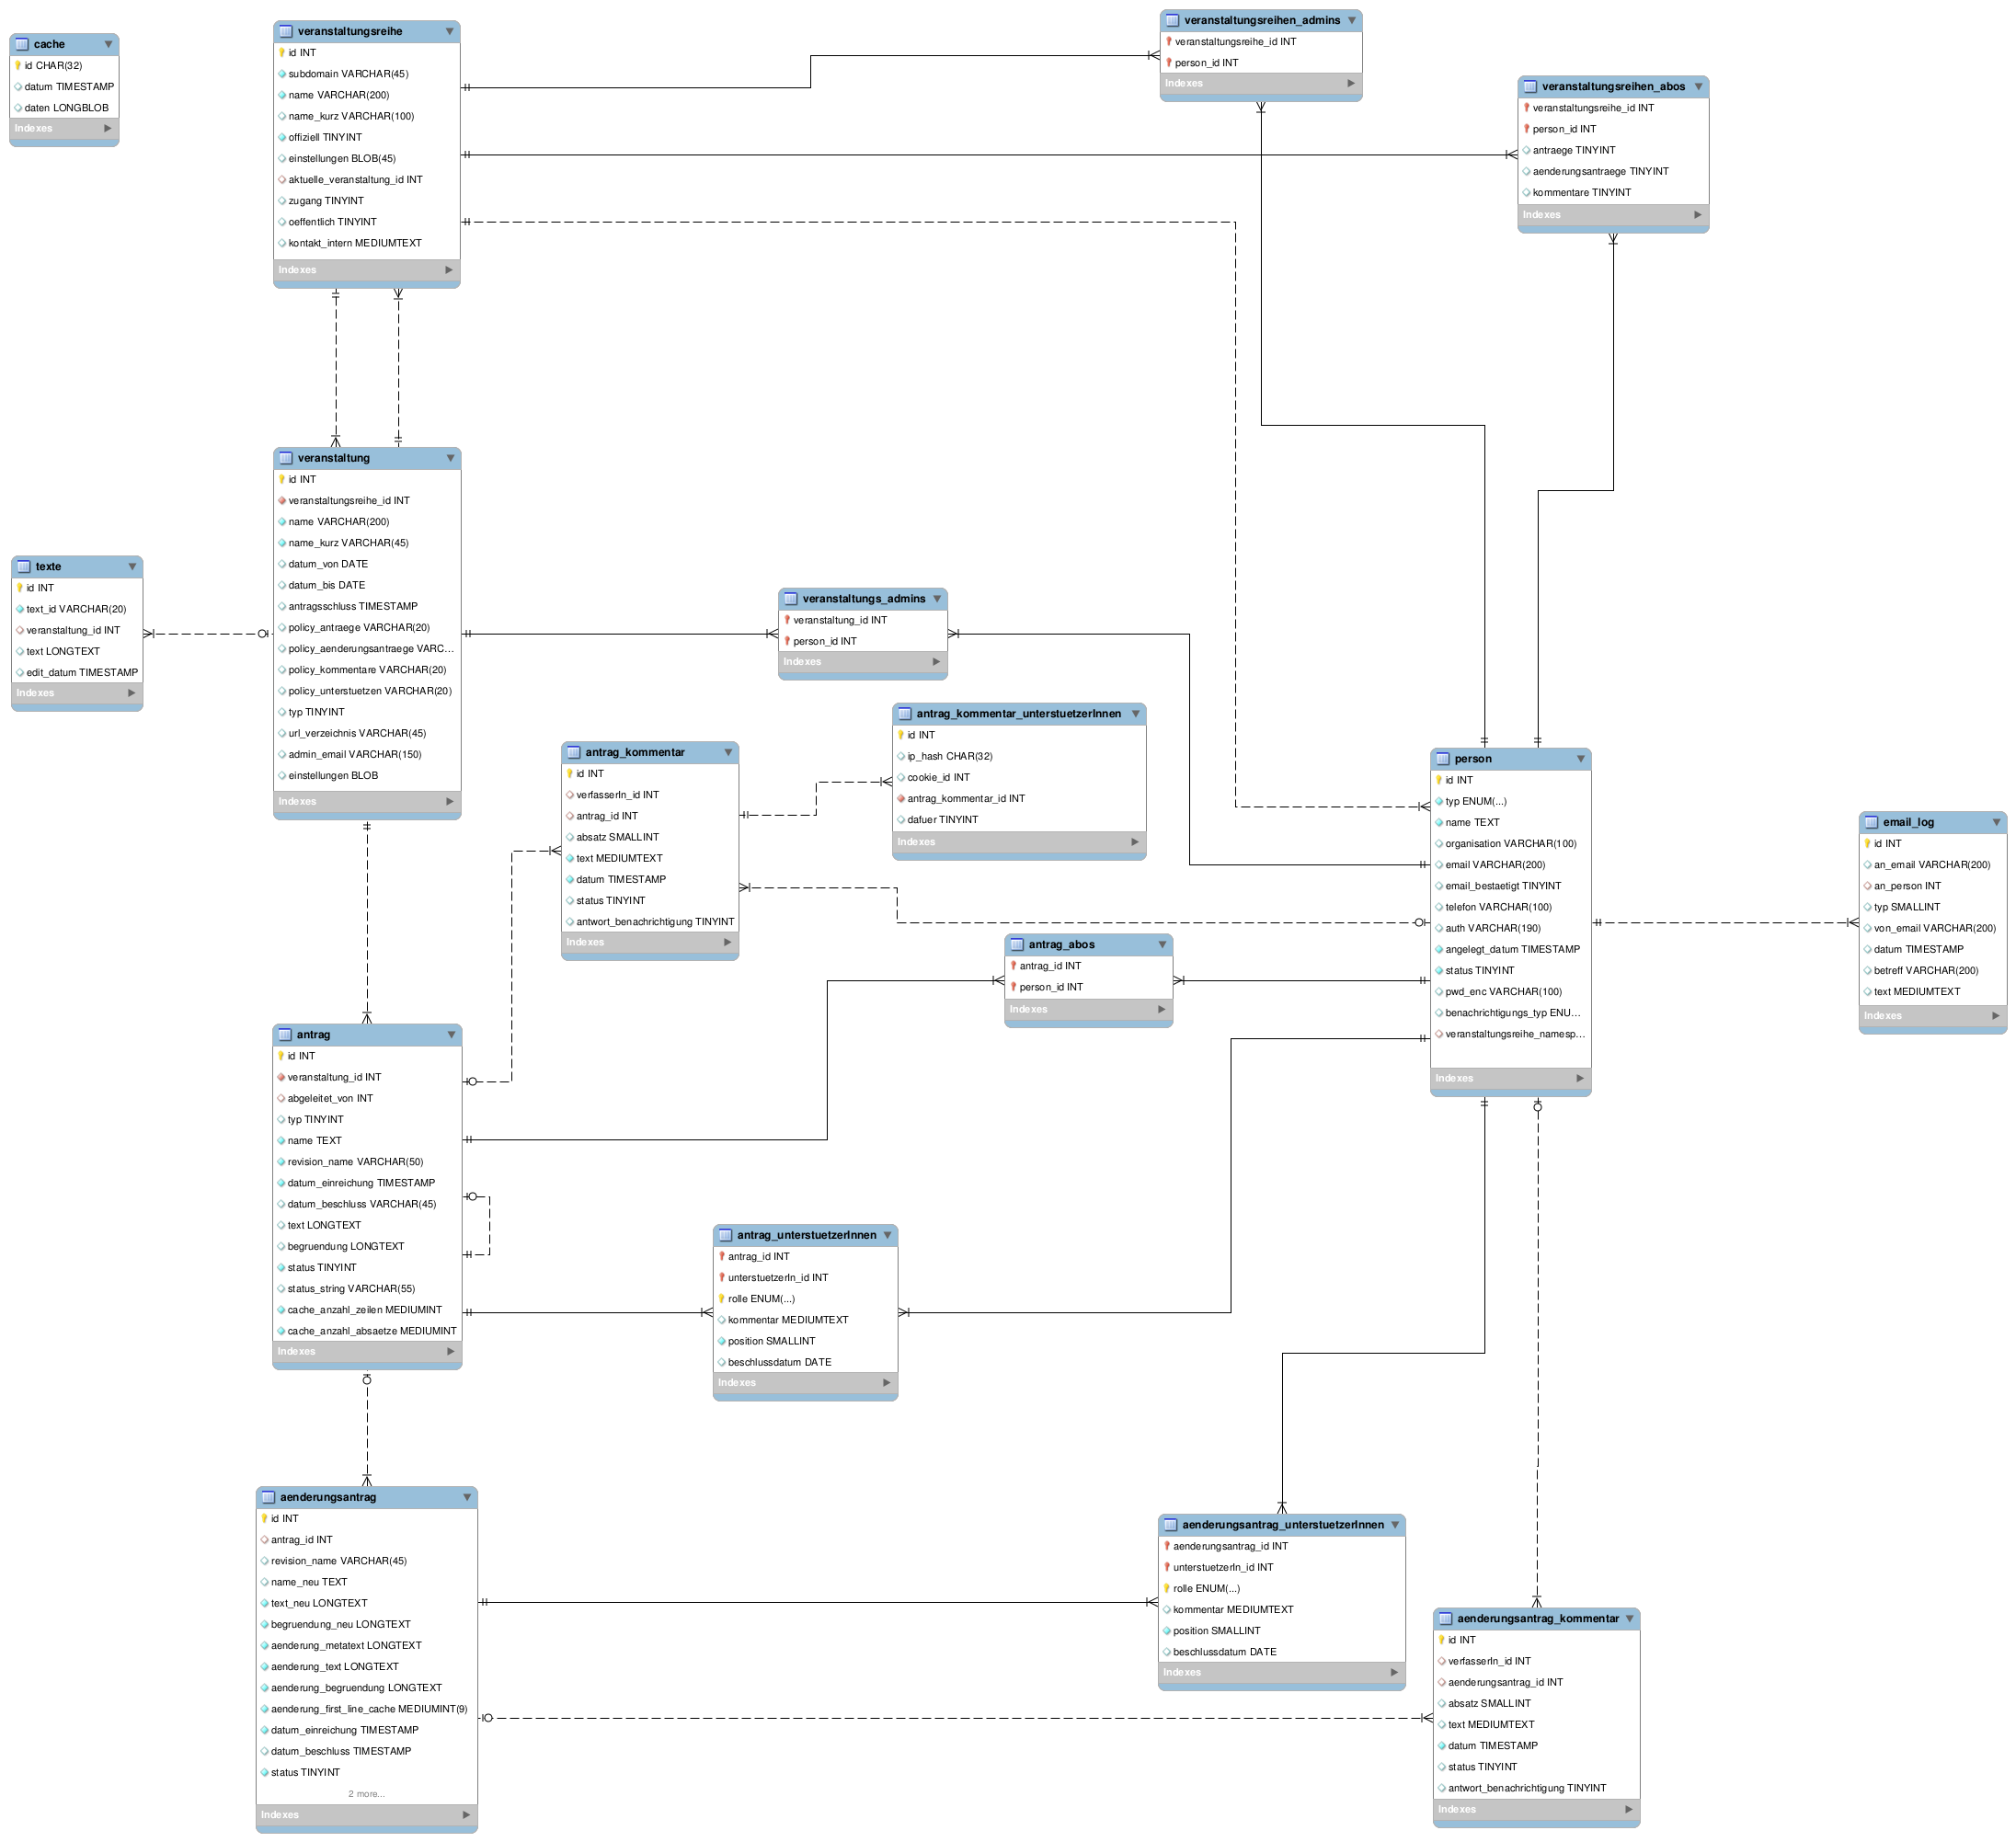 cache
id CHAR(32)
datum TIMESTAMP
daten LONGBLOB
Indexes
veranstaltungsreihe
id INT
subdomain VARCHAR(45)
name VARCHAR(200)
name_kurz VARCHAR(100)
offiziell TINYINT
einstellungen BLOB(45)
aktuelle_veranstaltung_id INT
zugang TINYINT
oeffentlich TINYINT
kontakt_intern MEDIUMTEXT
Indexes
veranstaltungsreihen_admins
veranstaltungsreihe_id INT
person_id INT
Indexes
veranstaltungsreihen_abos
veranstaltungsreihe_id INT
person_id INT
antraege TINYINT
aenderungsantraege TINYINT
kommentare TINYINT
Indexes
veranstaltung
id INT
veranstaltungsreihe_id INT
name VARCHAR(200)
name_kurz VARCHAR(45)
datum_von DATE
datum_bis DATE
antragsschluss TIMESTAMP
policy_antraege VARCHAR(20)
policy_aenderungsantraege VARC...
policy_kommentare VARCHAR(20)
policy_unterstuetzen VARCHAR(20)
typ TINYINT
url_verzeichnis VARCHAR(45)
admin_email VARCHAR(150)
einstellungen BLOB
Indexes
texte
id INT
text_id VARCHAR(20)
veranstaltung_id INT
text LONGTEXT
edit_datum TIMESTAMP
Indexes
veranstaltungs_admins
veranstaltung_id INT
person_id INT
Indexes
antrag_kommentar_unterstuetzerInnen
id INT
ip_hash CHAR(32)
cookie_id INT
antrag_kommentar_id INT
dafuer TINYINT
Indexes
antrag_kommentar
id INT
verfasserIn_id INT
antrag_id INT
absatz SMALLINT
text MEDIUMTEXT
datum TIMESTAMP
status TINYINT
antwort_benachrichtigung TINYINT
Indexes
person
id INT
typ ENUM(...)
name TEXT
organisation VARCHAR(100)
email VARCHAR(200)
email_bestaetigt TINYINT
telefon VARCHAR(100)
auth VARCHAR(190)
angelegt_datum TIMESTAMP
status TINYINT
pwd_enc VARCHAR(100)
benachrichtigungs_typ ENU...
veranstaltungsreihe_namesp...
Indexes
email_log
id INT
an_email VARCHAR(200)
an_person INT
typ SMALLINT
von_email VARCHAR(200)
datum TIMESTAMP
betreff VARCHAR(200)
text MEDIUMTEXT
Indexes
antrag_abos
antrag_id INT
person_id INT
Indexes
antrag
id INT
veranstaltung_id INT
abgeleitet_von INT
typ TINYINT
name TEXT
revision_name VARCHAR(50)
datum_einreichung TIMESTAMP
datum_beschluss VARCHAR(45)
text LONGTEXT
begruendung LONGTEXT
status TINYINT
status_string VARCHAR(55)
cache_anzahl_zeilen MEDIUMINT
cache_anzahl_absaetze MEDIUMINT
Indexes
antrag_unterstuetzerInnen
antrag_id INT
unterstuetzerIn_id INT
rolle ENUM(...)
kommentar MEDIUMTEXT
position SMALLINT
beschlussdatum DATE
Indexes
aenderungsantrag
id INT
antrag_id INT
revision_name VARCHAR(45)
name_neu TEXT
text_neu LONGTEXT
begruendung_neu LONGTEXT
aenderung_metatext LONGTEXT
aenderung_text LONGTEXT
aenderung_begruendung LONGTEXT
aenderung_first_line_cache MEDIUMINT(9)
datum_einreichung TIMESTAMP
datum_beschluss TIMESTAMP
status TINYINT
2 more...
Indexes
aenderungsantrag_unterstuetzerInnen
aenderungsantrag_id INT
unterstuetzerIn_id INT
rolle ENUM(...)
kommentar MEDIUMTEXT
position SMALLINT
beschlussdatum DATE
Indexes
aenderungsantrag_kommentar
id INT
verfasserIn_id INT
aenderungsantrag_id INT
absatz SMALLINT
text MEDIUMTEXT
datum TIMESTAMP
status TINYINT
antwort_benachrichtigung TINYINT
Indexes